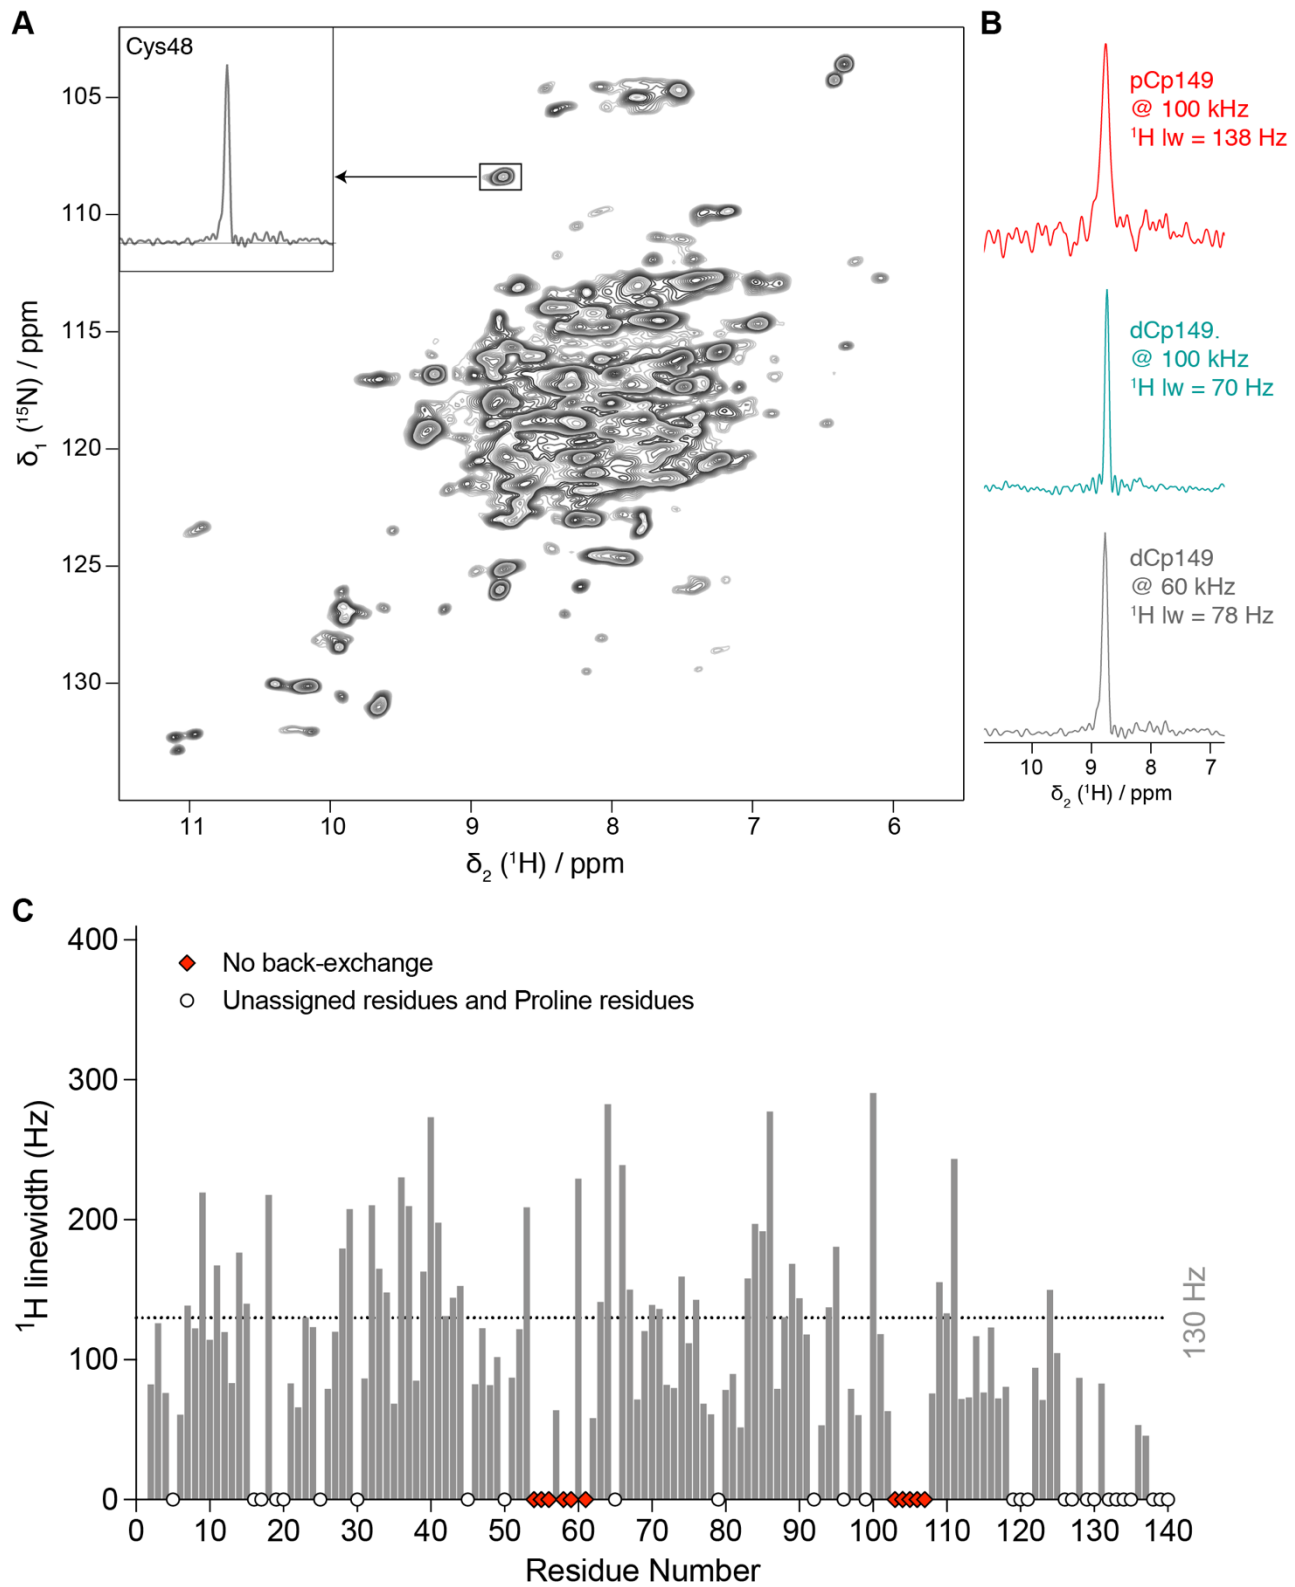 A
Cys48
105
110
115
120
125
130
δ1 (15N) / ppm
11 10 9 8 7 6
δ2 (1H) / ppm
B
pCp149
@ 100 kHz
1H lw = 138 Hz
dCp149.
@ 100 kHz
1H lw = 70 Hz
dCp149
@ 60 kHz
1H lw = 78 Hz
10 9 8 7
δ2 (1H) / ppm
C
400
300
200
100
0
1H linewidth (Hz)
No back-exchange
Unassigned residues and Proline residues
130 Hz
0 10 20 30 40 50 60 70 80 90 100 110 120 130 140
Residue Number